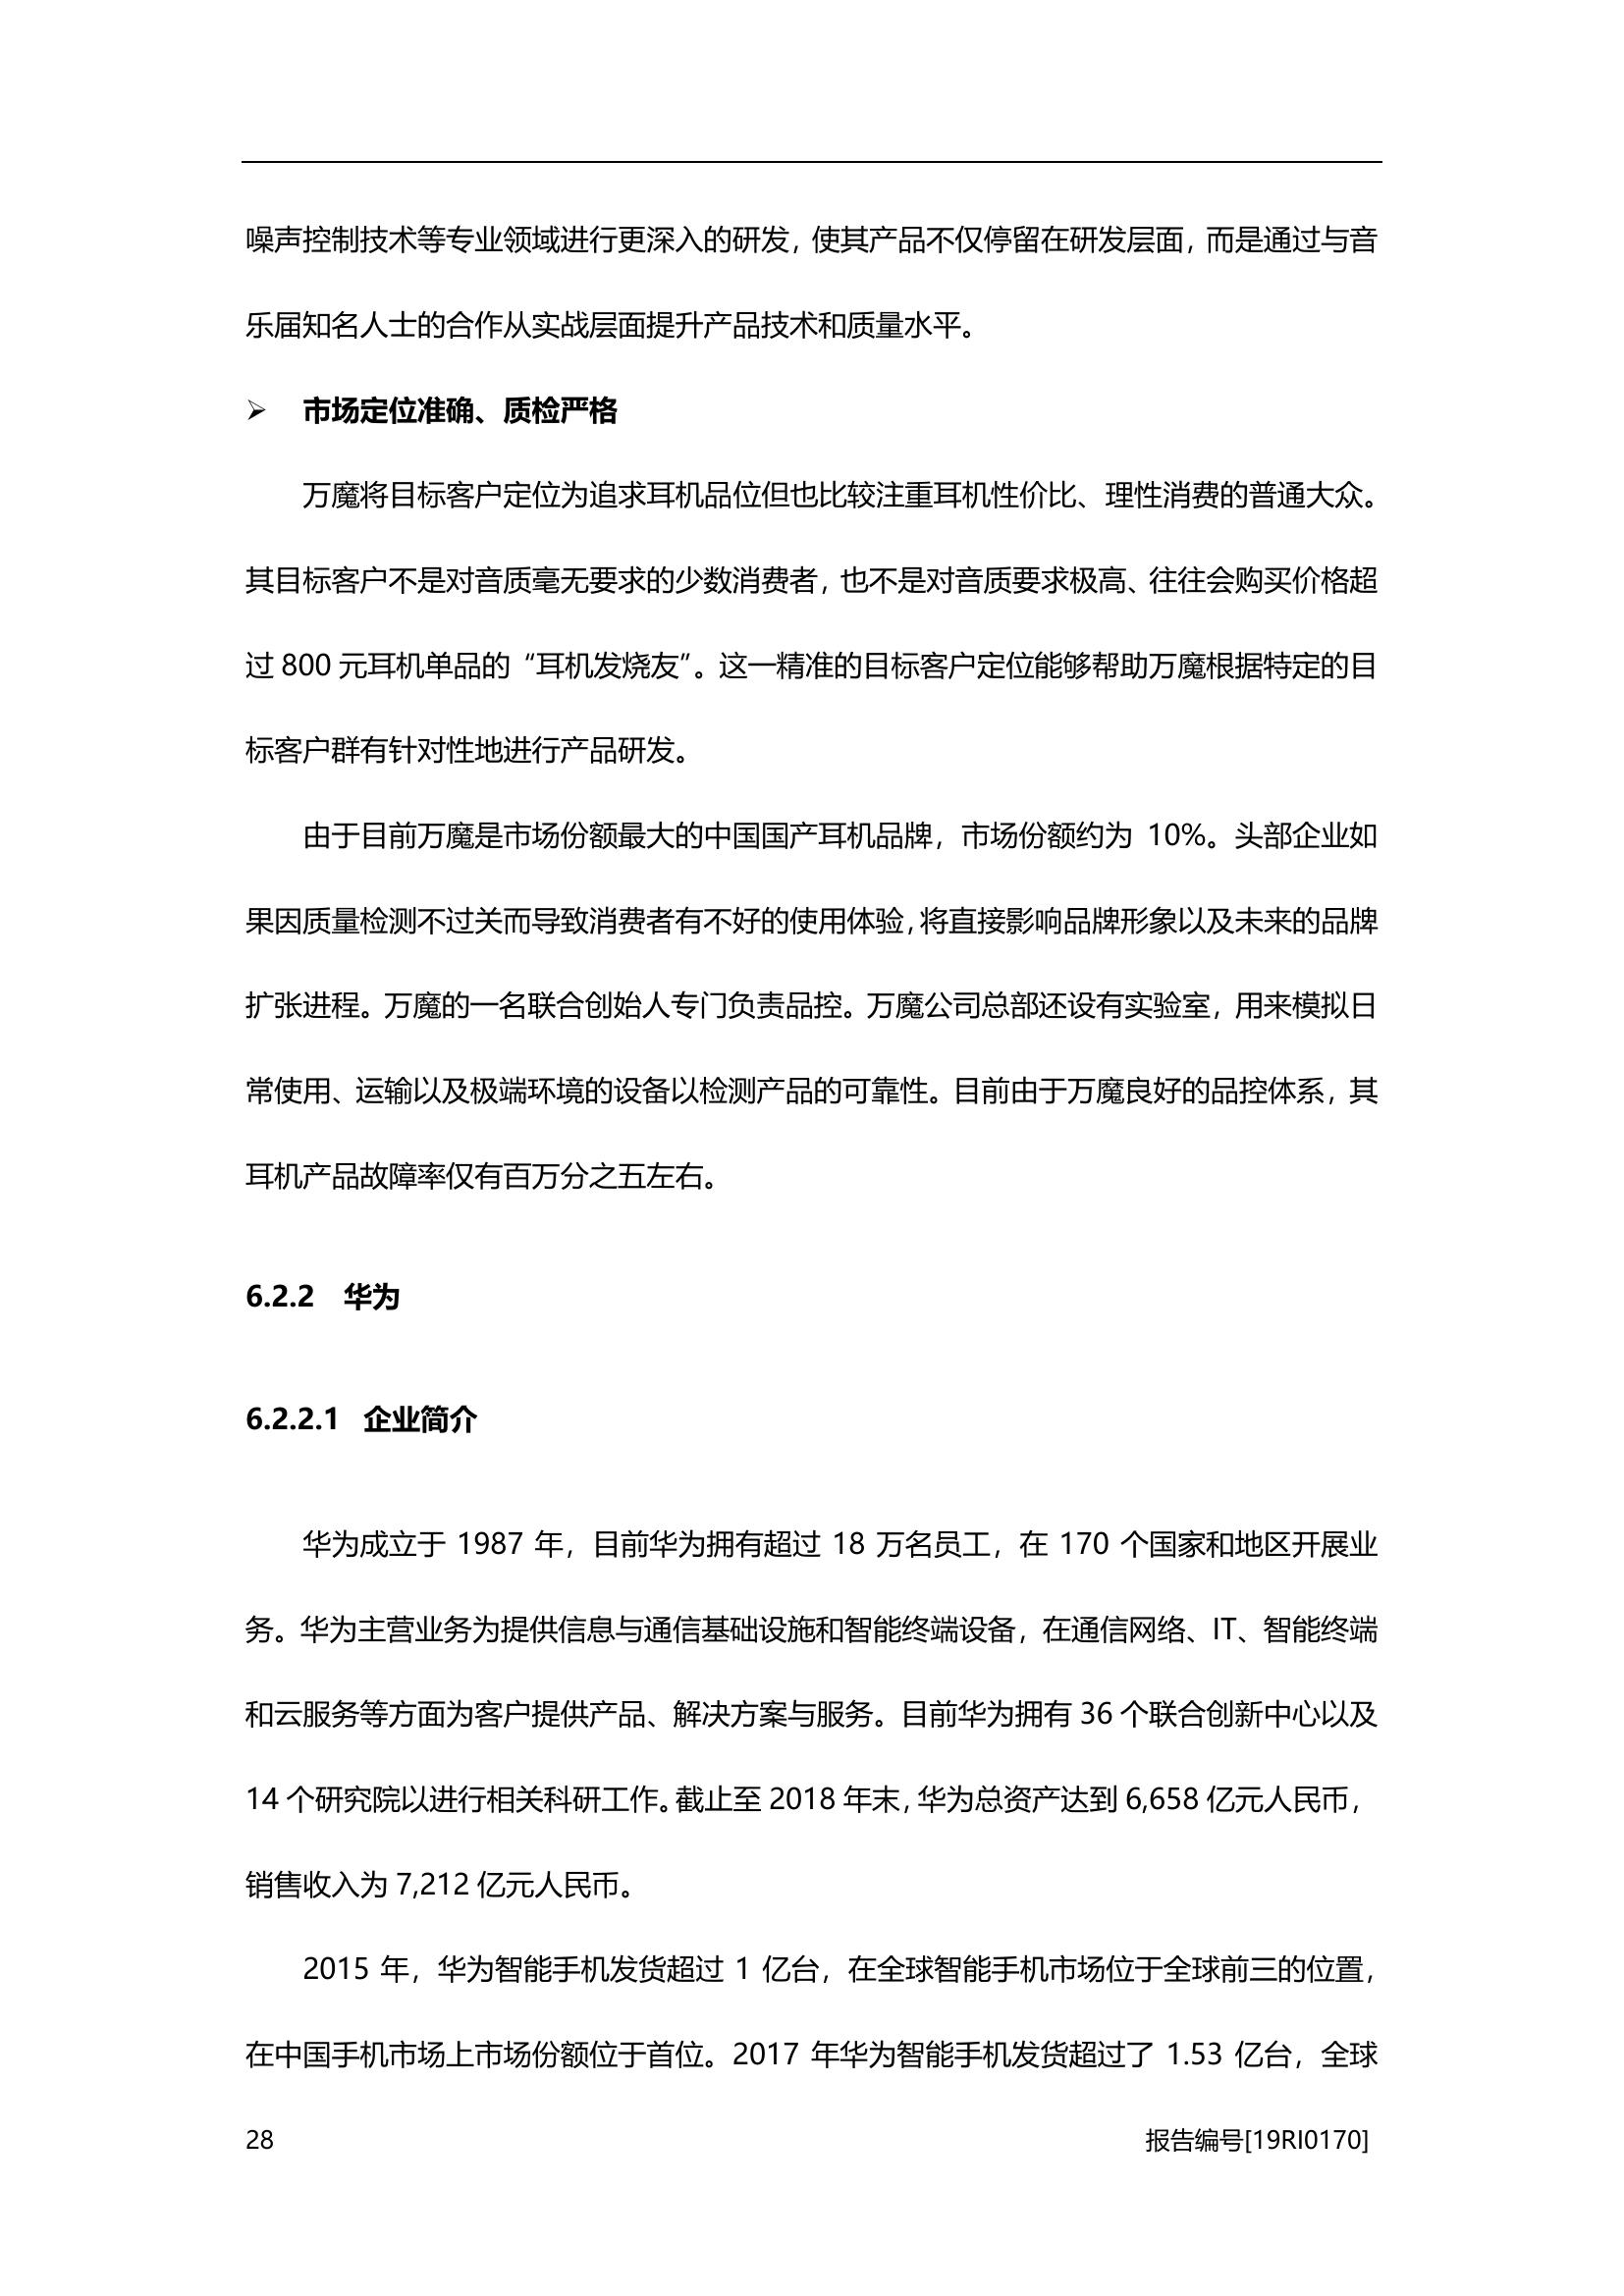 噪声控制技术等专业领域进行更深入的研发，使其产品不仅停留在研发层面，而是通过与音
乐届知名人士的合作从实战层面提升产品技术和质量水平。
➢ 市场定位准确、质检严格
万魔将目标客户定位为追求耳机品位但也比较注重耳机性价比、理性消费的普通大众。
其目标客户不是对音质毫无要求的少数消费者，也不是对音质要求极高、往往会购买价格超
过 800 元耳机单品的“耳机发烧友”。这一精准的目标客户定位能够帮助万魔根据特定的目
标客户群有针对性地进行产品研发。
由于目前万魔是市场份额最大的中国国产耳机品牌，市场份额约为 10%。头部企业如
果因质量检测不过关而导致消费者有不好的使用体验，将直接影响品牌形象以及未来的品牌
扩张进程。万魔的一名联合创始人专门负责品控。万魔公司总部还设有实验室，用来模拟日
常使用、运输以及极端环境的设备以检测产品的可靠性。目前由于万魔良好的品控体系，其
耳机产品故障率仅有百万分之五左右。
6.2.2 华为
6.2.2.1 企业简介
华为成立于 1987 年，目前华为拥有超过 18 万名员工，在 170 个国家和地区开展业
务。华为主营业务为提供信息与通信基础设施和智能终端设备，在通信网络、IT、智能终端
和云服务等方面为客户提供产品、解决方案与服务。目前华为拥有 36 个联合创新中心以及
14 个研究院以进行相关科研工作。截止至 2018 年末，华为总资产达到 6,658 亿元人民币，
销售收入为 7,212 亿元人民币。
2015 年，华为智能手机发货超过 1 亿台，在全球智能手机市场位于全球前三的位置，
在中国手机市场上市场份额位于首位。2017 年华为智能手机发货超过了 1.53 亿台，全球
28 报告编号[19RI0170]